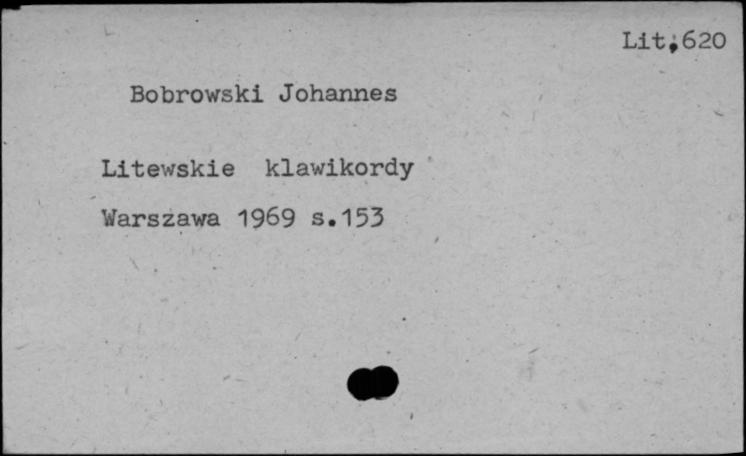 Lit.620
Bobrowski Johannes
Litewskie klawikordy
Warszawa 1969 s.153